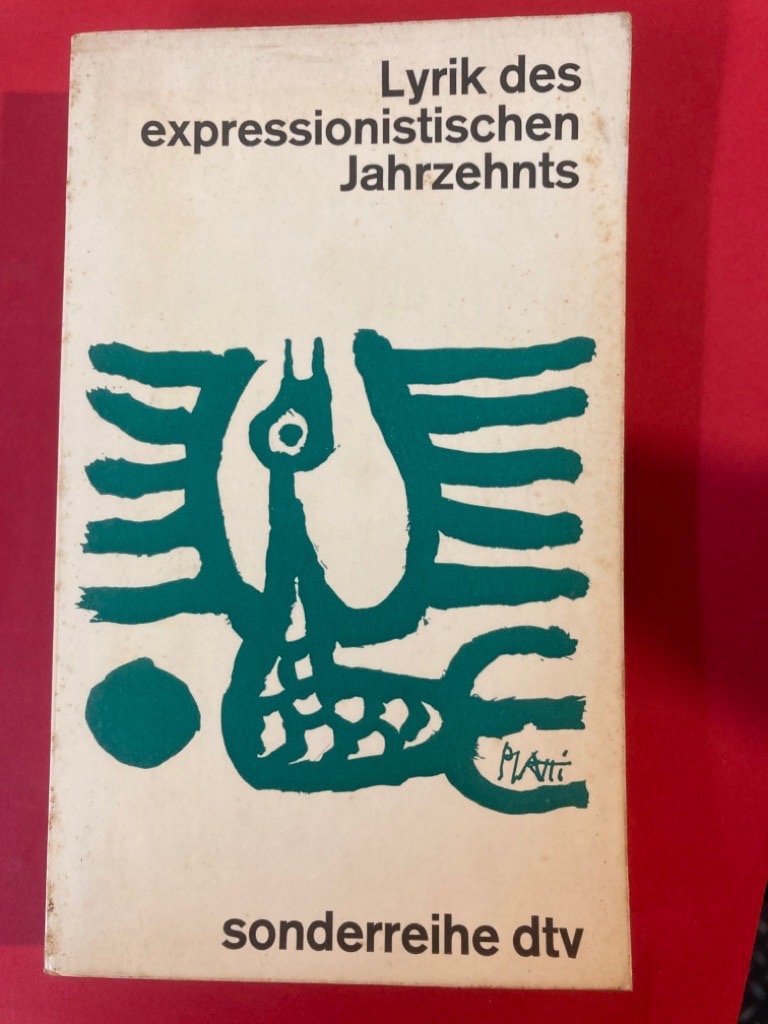 Lyrik des
expressionistischen
Jahrzehnts
Platti
sonderreihe dtv